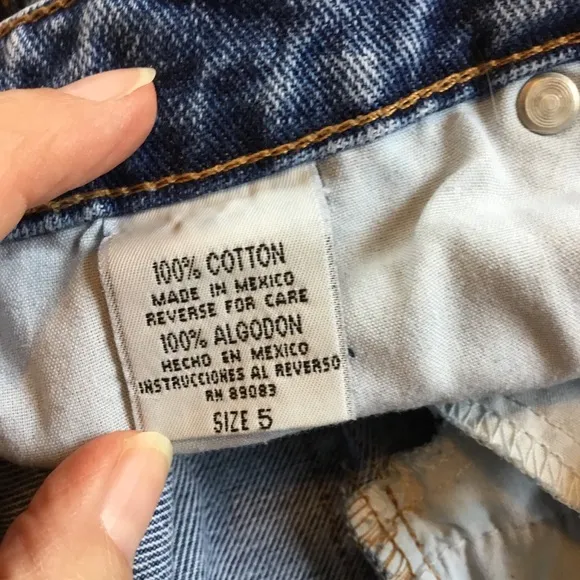 100% COTTON
MADE IN MEXICO
REVERSE FOR CARE
100% ALGODON
HECHO EN MEXICO
INSTRUCCIONES AL REVERSO
RN 89083
SIZE 5